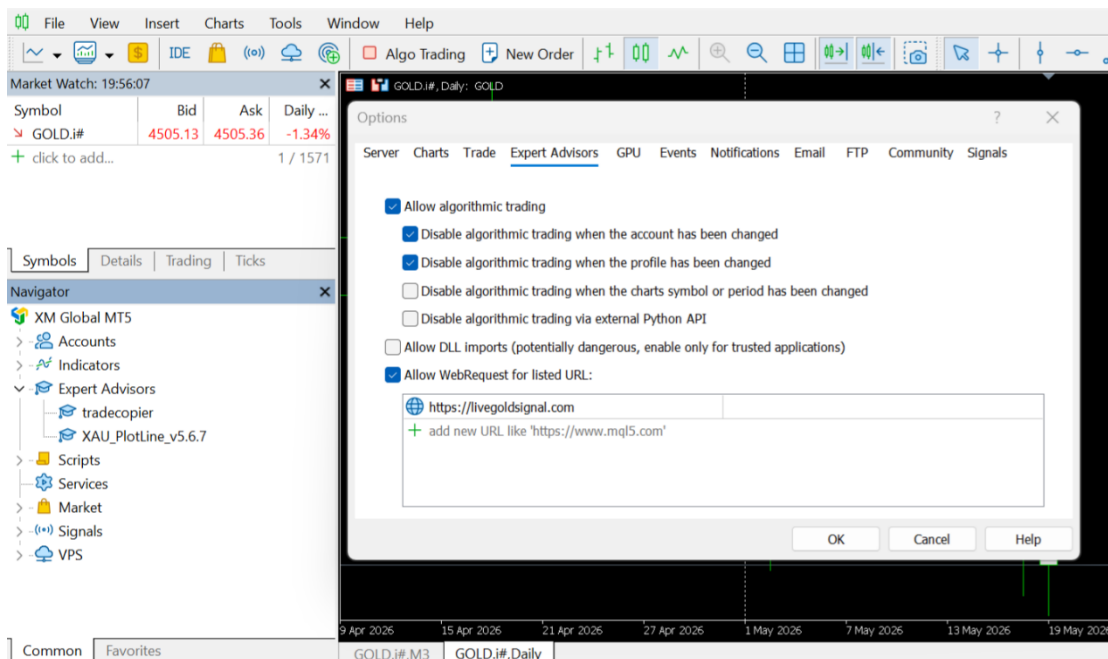 File View Insert Charts Tools Window Help
IDE Algo Trading New Order
Market Watch: 19:56:07
Symbol Bid Ask Daily ...
GOLD.i# 4505.13 4505.36 -1.34%
click to add... 1 / 1571
Symbols Details Trading Ticks
Navigator
XM Global MT5
Accounts
Indicators
Expert Advisors
tradecopier
XAU_PlotLine_v5.6.7
Scripts
Services
Market
Signals
VPS
Common Favorites
GOLD.i#, Daily: GOLD
Options ?
Server Charts Trade Expert Advisors GPU Events Notifications Email FTP Community Signals
Allow algorithmic trading
Disable algorithmic trading when the account has been changed
Disable algorithmic trading when the profile has been changed
Disable algorithmic trading when the charts symbol or period has been changed
Disable algorithmic trading via external Python API
Allow DLL imports (potentially dangerous, enable only for trusted applications)
Allow WebRequest for listed URL:
https://livegoldsignal.com
add new URL like 'https://www.mql5.com'
OK Cancel Help
9 Apr 2026 15 Apr 2026 21 Apr 2026 27 Apr 2026 1 May 2026 7 May 2026 13 May 2026 19 May 2026
GOLD.i#,M3 GOLD.i#,Daily